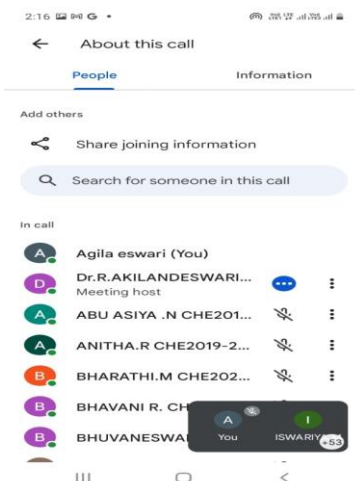 2:16
About this call
People Information
Add others
Share joining information
Search for someone in this call
In call
A Agila eswari (You)
D Dr.R.AKILANDESWARI...
Meeting host
A ABU ASIYA .N CHE201...
A ANITHA.R CHE2019-2...
B BHARATHI.M CHE202...
B BHAVANI R. CH
B BHUVANESWA
A I
You ISWARIY
+53